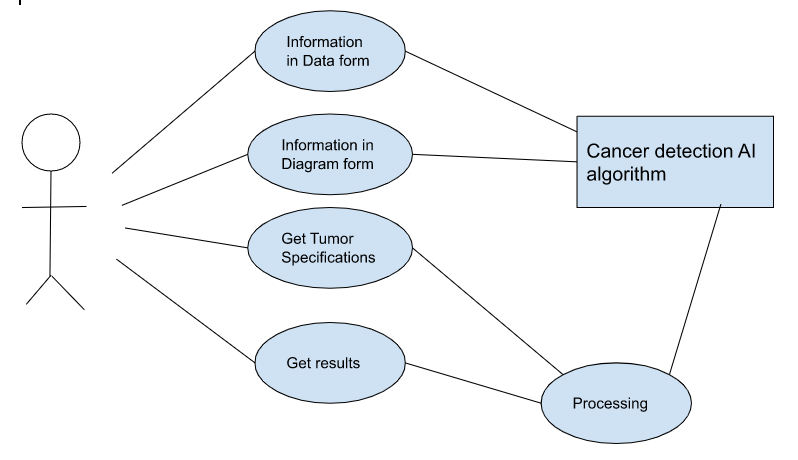 Information
in Data form
Information in
Diagram form
Cancer detection AI
algorithm
Get Tumor
Specifications
Get results
Processing